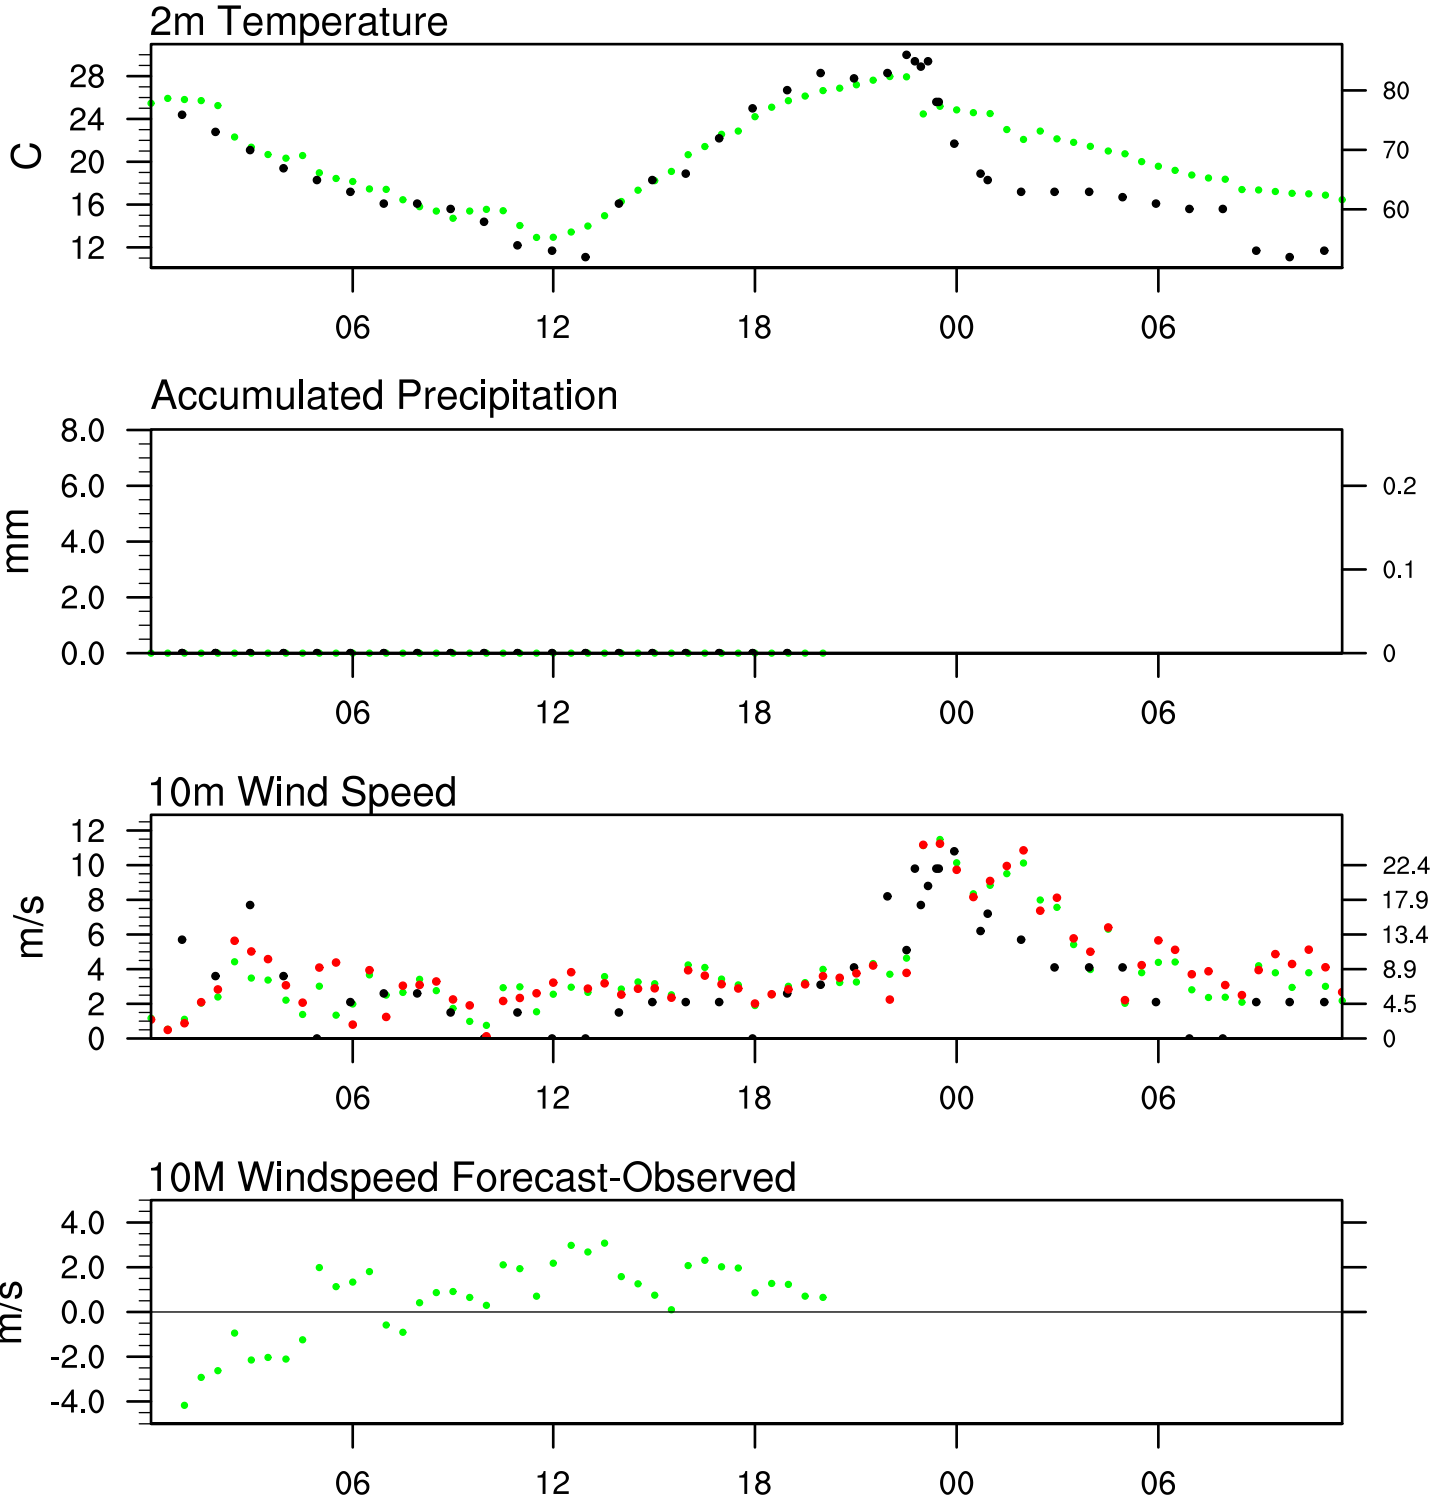 2m Temperature
C
28
24
20
16
12
80
70
60
06 12 18 00 06
Accumulated Precipitation
mm
8.0
6.0
4.0
2.0
0.0
0.2
0.1
0
06 12 18 00 06
10m Wind Speed
m/s
12
10
8
6
4
2
0
22.4
17.9
13.4
8.9
4.5
0
06 12 18 00 06
10M Windspeed Forecast-Observed
m/s
4.0
2.0
0.0
-2.0
-4.0
06 12 18 00 06